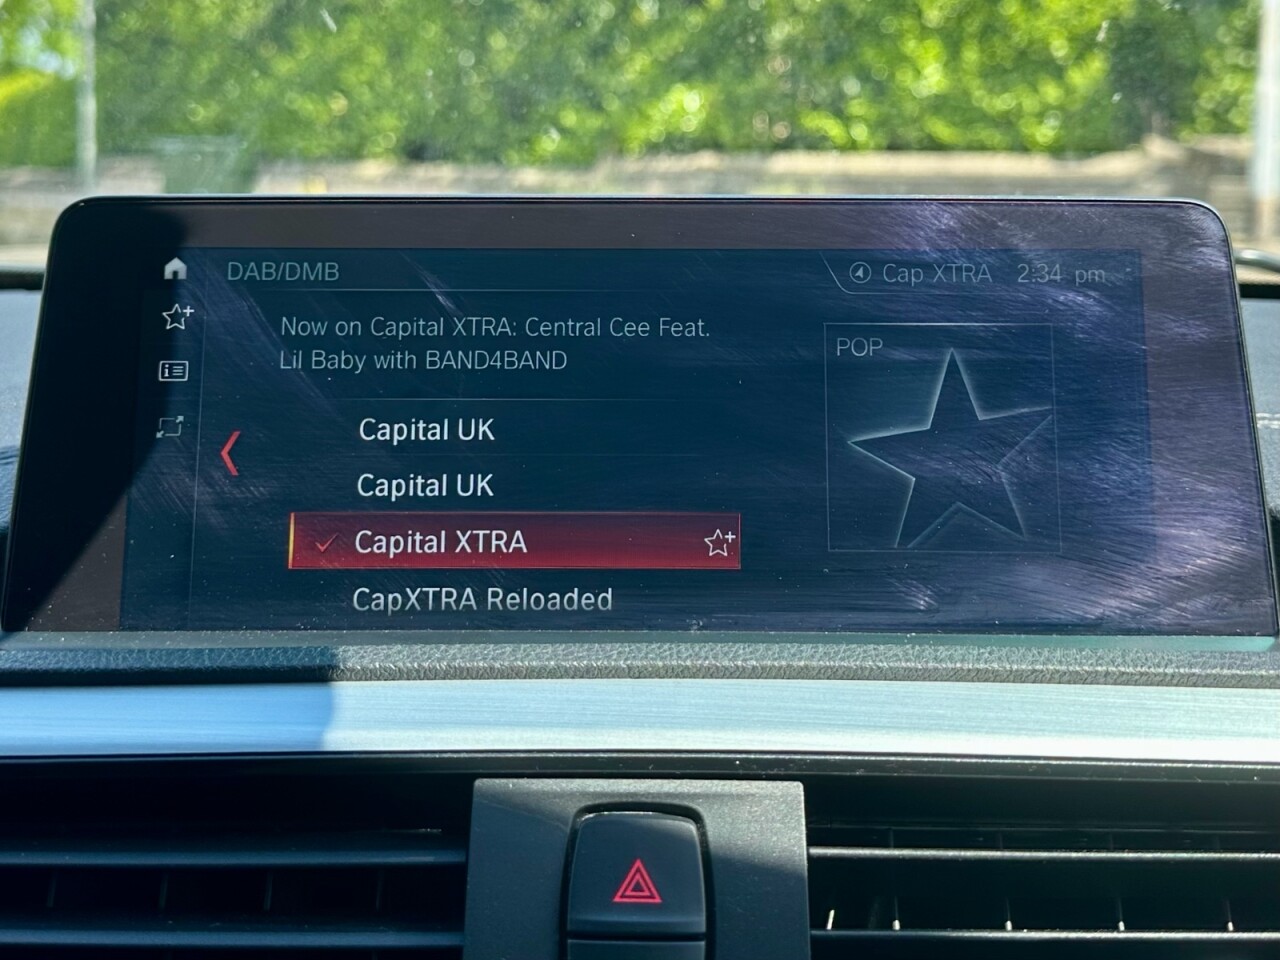 DAB/DMB
Cap XTRA 2:34 pm
Now on Capital XTRA: Central Cee Feat.
Lil Baby with BAND4BAND
POP
Capital UK
Capital UK
Capital XTRA
CapXTRA Reloaded